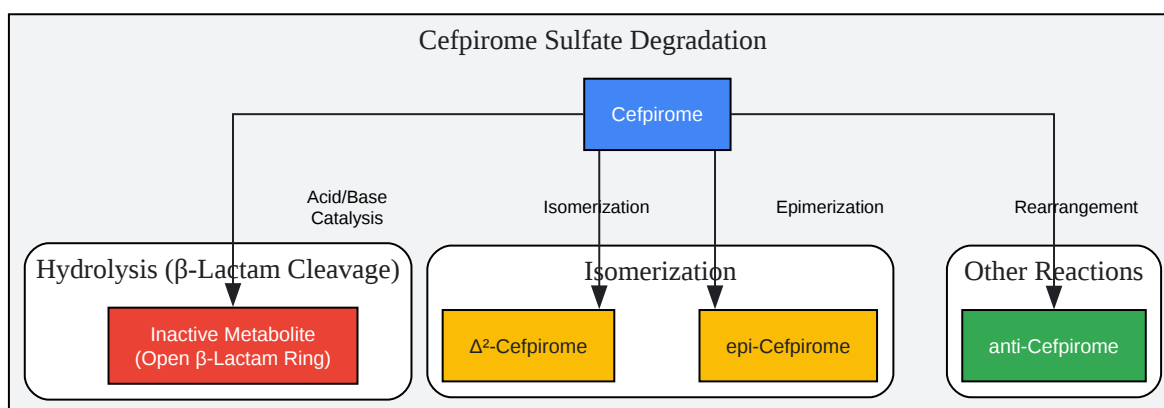 Cefpirome Sulfate Degradation
Cefpirome
Acid/Base
Catalysis
Isomerization
Epimerization
Rearrangement
Hydrolysis (β-Lactam Cleavage)
Isomerization
Other Reactions
Inactive Metabolite
(Open β-Lactam Ring)
Δ²-Cefpirome
epi-Cefpirome
anti-Cefpirome